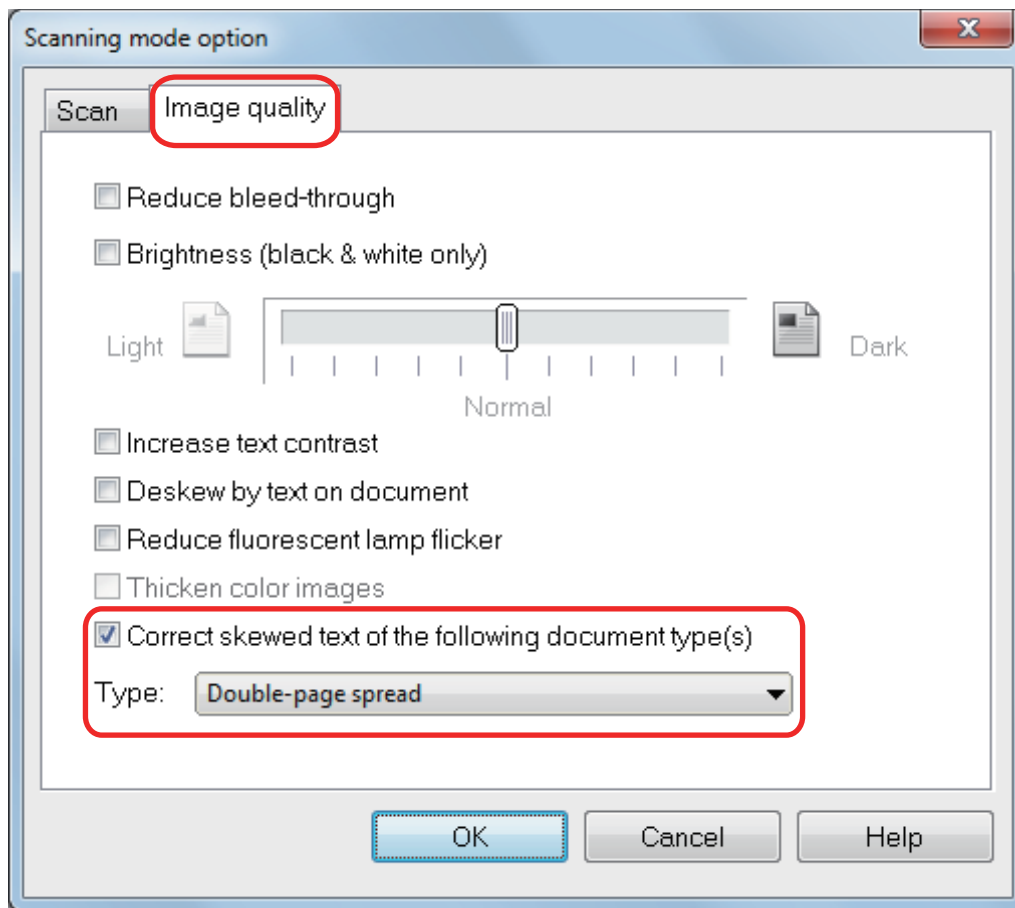 Scanning mode option
Scan Image quality
Reduce bleed-through
Brightness (black & white only)
Light Dark
Normal
Increase text contrast
Deskew by text on document
Reduce fluorescent lamp flicker
Thicken color images
Correct skewed text of the following document type(s)
Type: Double-page spread
OK Cancel Help